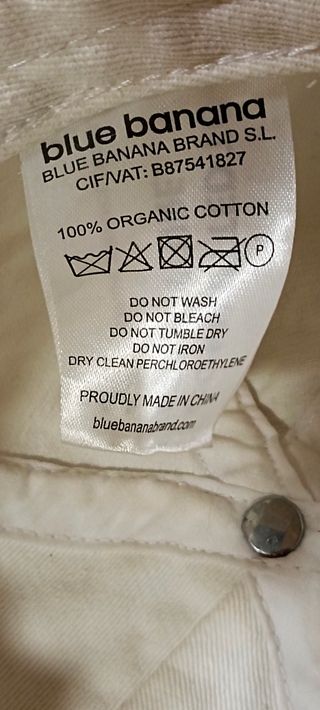 blue banana
BLUE BANANA BRAND S.L.
CIF/VAT: B87541827
100% ORGANIC COTTON
P
DO NOT WASH
DO NOT BLEACH
DO NOT TUMBLE DRY
DO NOT IRON
DRY CLEAN PERCHLOROETHYLENE
PROUDLY MADE IN CHINA
bluebananabrand.com